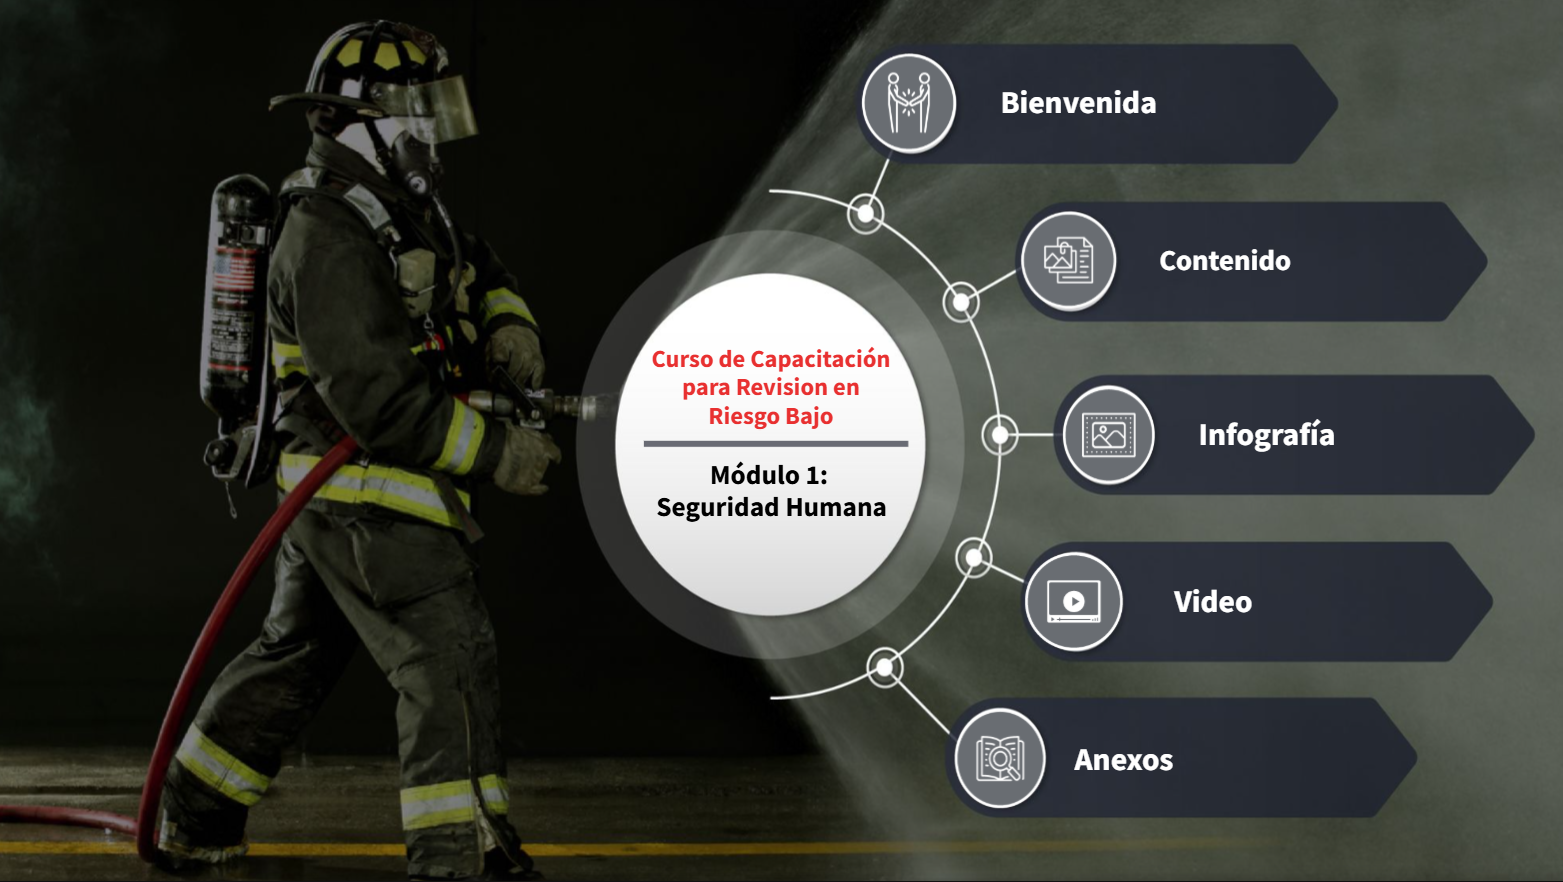 Bienvenida
Contenido
Curso de Capacitación
para Revision en
Riesgo Bajo
Módulo 1:
Seguridad Humana
Infografía
Video
Anexos